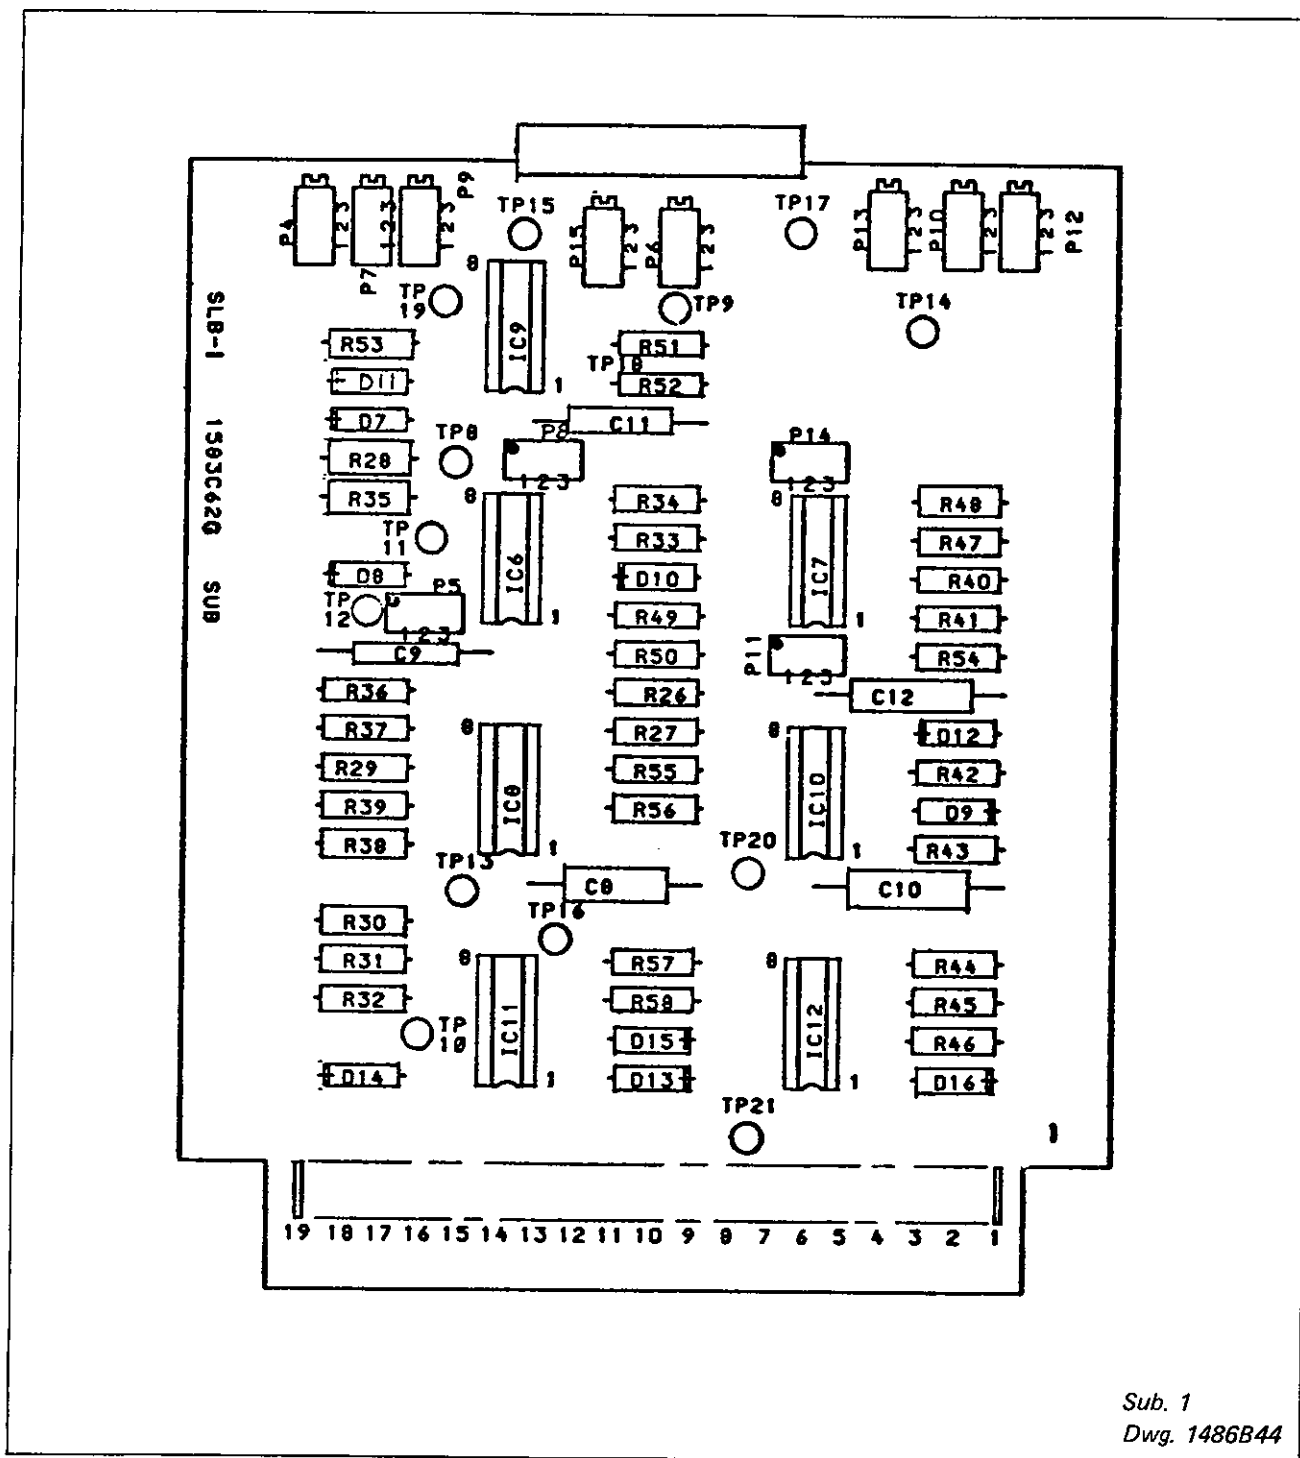 P4
1 2 3
P7
1 2 3
P9
1 2 3
TP15
P15
1 2 3
P6
1 2 3
TP17
P13
1 2 3
P10
1 2 3
P12
1 2 3
TP
19
TP9
TP14
SLB-1 1583C62G SUB
8
IC9
1
R53
D11
D7
R28
R35
R51
TP18
R52
C11
TP8
P8
1 2 3
P14
1 2 3
8
IC6
1
TP
11
D8
TP
12
P5
1 2 3
C9
R34
R33
D10
R49
R50
R26
R27
R55
R56
8
IC7
1
P11
1 2 3
R48
R47
R40
R41
R54
C12
D12
R42
D9
R43
R36
R37
R29
R39
R38
8
IC8
1
8
IC10
1
TP13
TP20
C8
C10
TP16
R30
R31
R32
TP
10
D14
8
IC11
1
R57
R58
D15
D13
8
IC12
1
R44
R45
R46
D16
TP21
1
19 18 17 16 15 14 13 12 11 10 9 8 7 6 5 4 3 2 1
Sub. 1
Dwg. 1486B44